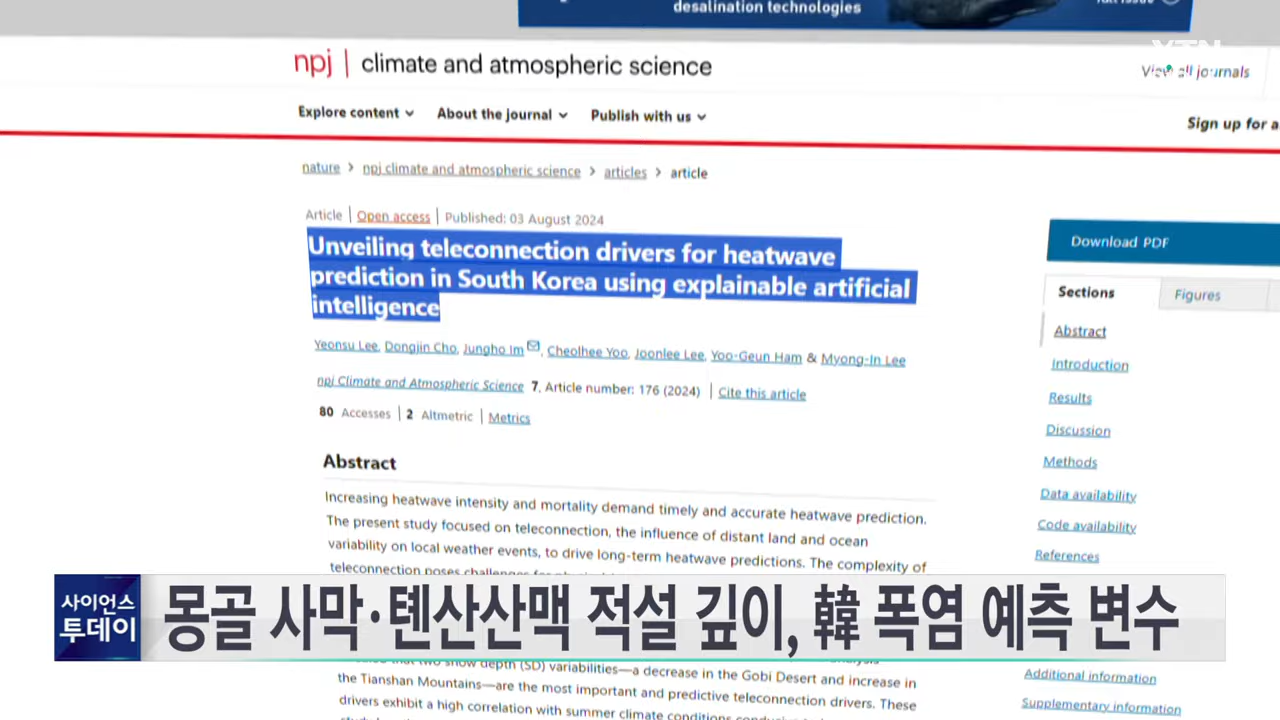 desalination technologies
YTN
npj | climate and atmospheric science
View all journals
Explore content
About the journal
Publish with us
Sign up for a
nature > npj climate and atmospheric science > articles > article
Article | Open access | Published: 03 August 2024
Unveiling teleconnection drivers for heatwave
prediction in South Korea using explainable artificial
intelligence
Yeonsu Lee, Dongjin Cho, Jungho Im, Cheolhee Yoo, Joonlee Lee, Yoo-Geun Ham & Myong-In Lee
npj Climate and Atmospheric Science 7, Article number: 176 (2024) | Cite this article
80 Accesses | 2 Altmetric | Metrics
Abstract
Increasing heatwave intensity and mortality demand timely and accurate heatwave prediction.
The present study focused on teleconnection, the influence of distant land and ocean
variability on local weather events, to drive long-term heatwave predictions. The complexity of
teleconnection poses challenges for
that two snow depth (SD) variabilities—a decrease in the Gobi Desert and increase in
the Tianshan Mountains—are the most important and predictive teleconnection drivers. These
drivers exhibit a high correlation with summer climate conditions
Download PDF
Sections
Figures
Abstract
Introduction
Results
Discussion
Methods
Data availability
Code availability
References
Additional information
Supplementary information
사이언스
투데이
몽골 사막·톈산산맥 적설 깊이, 韓 폭염 예측 변수